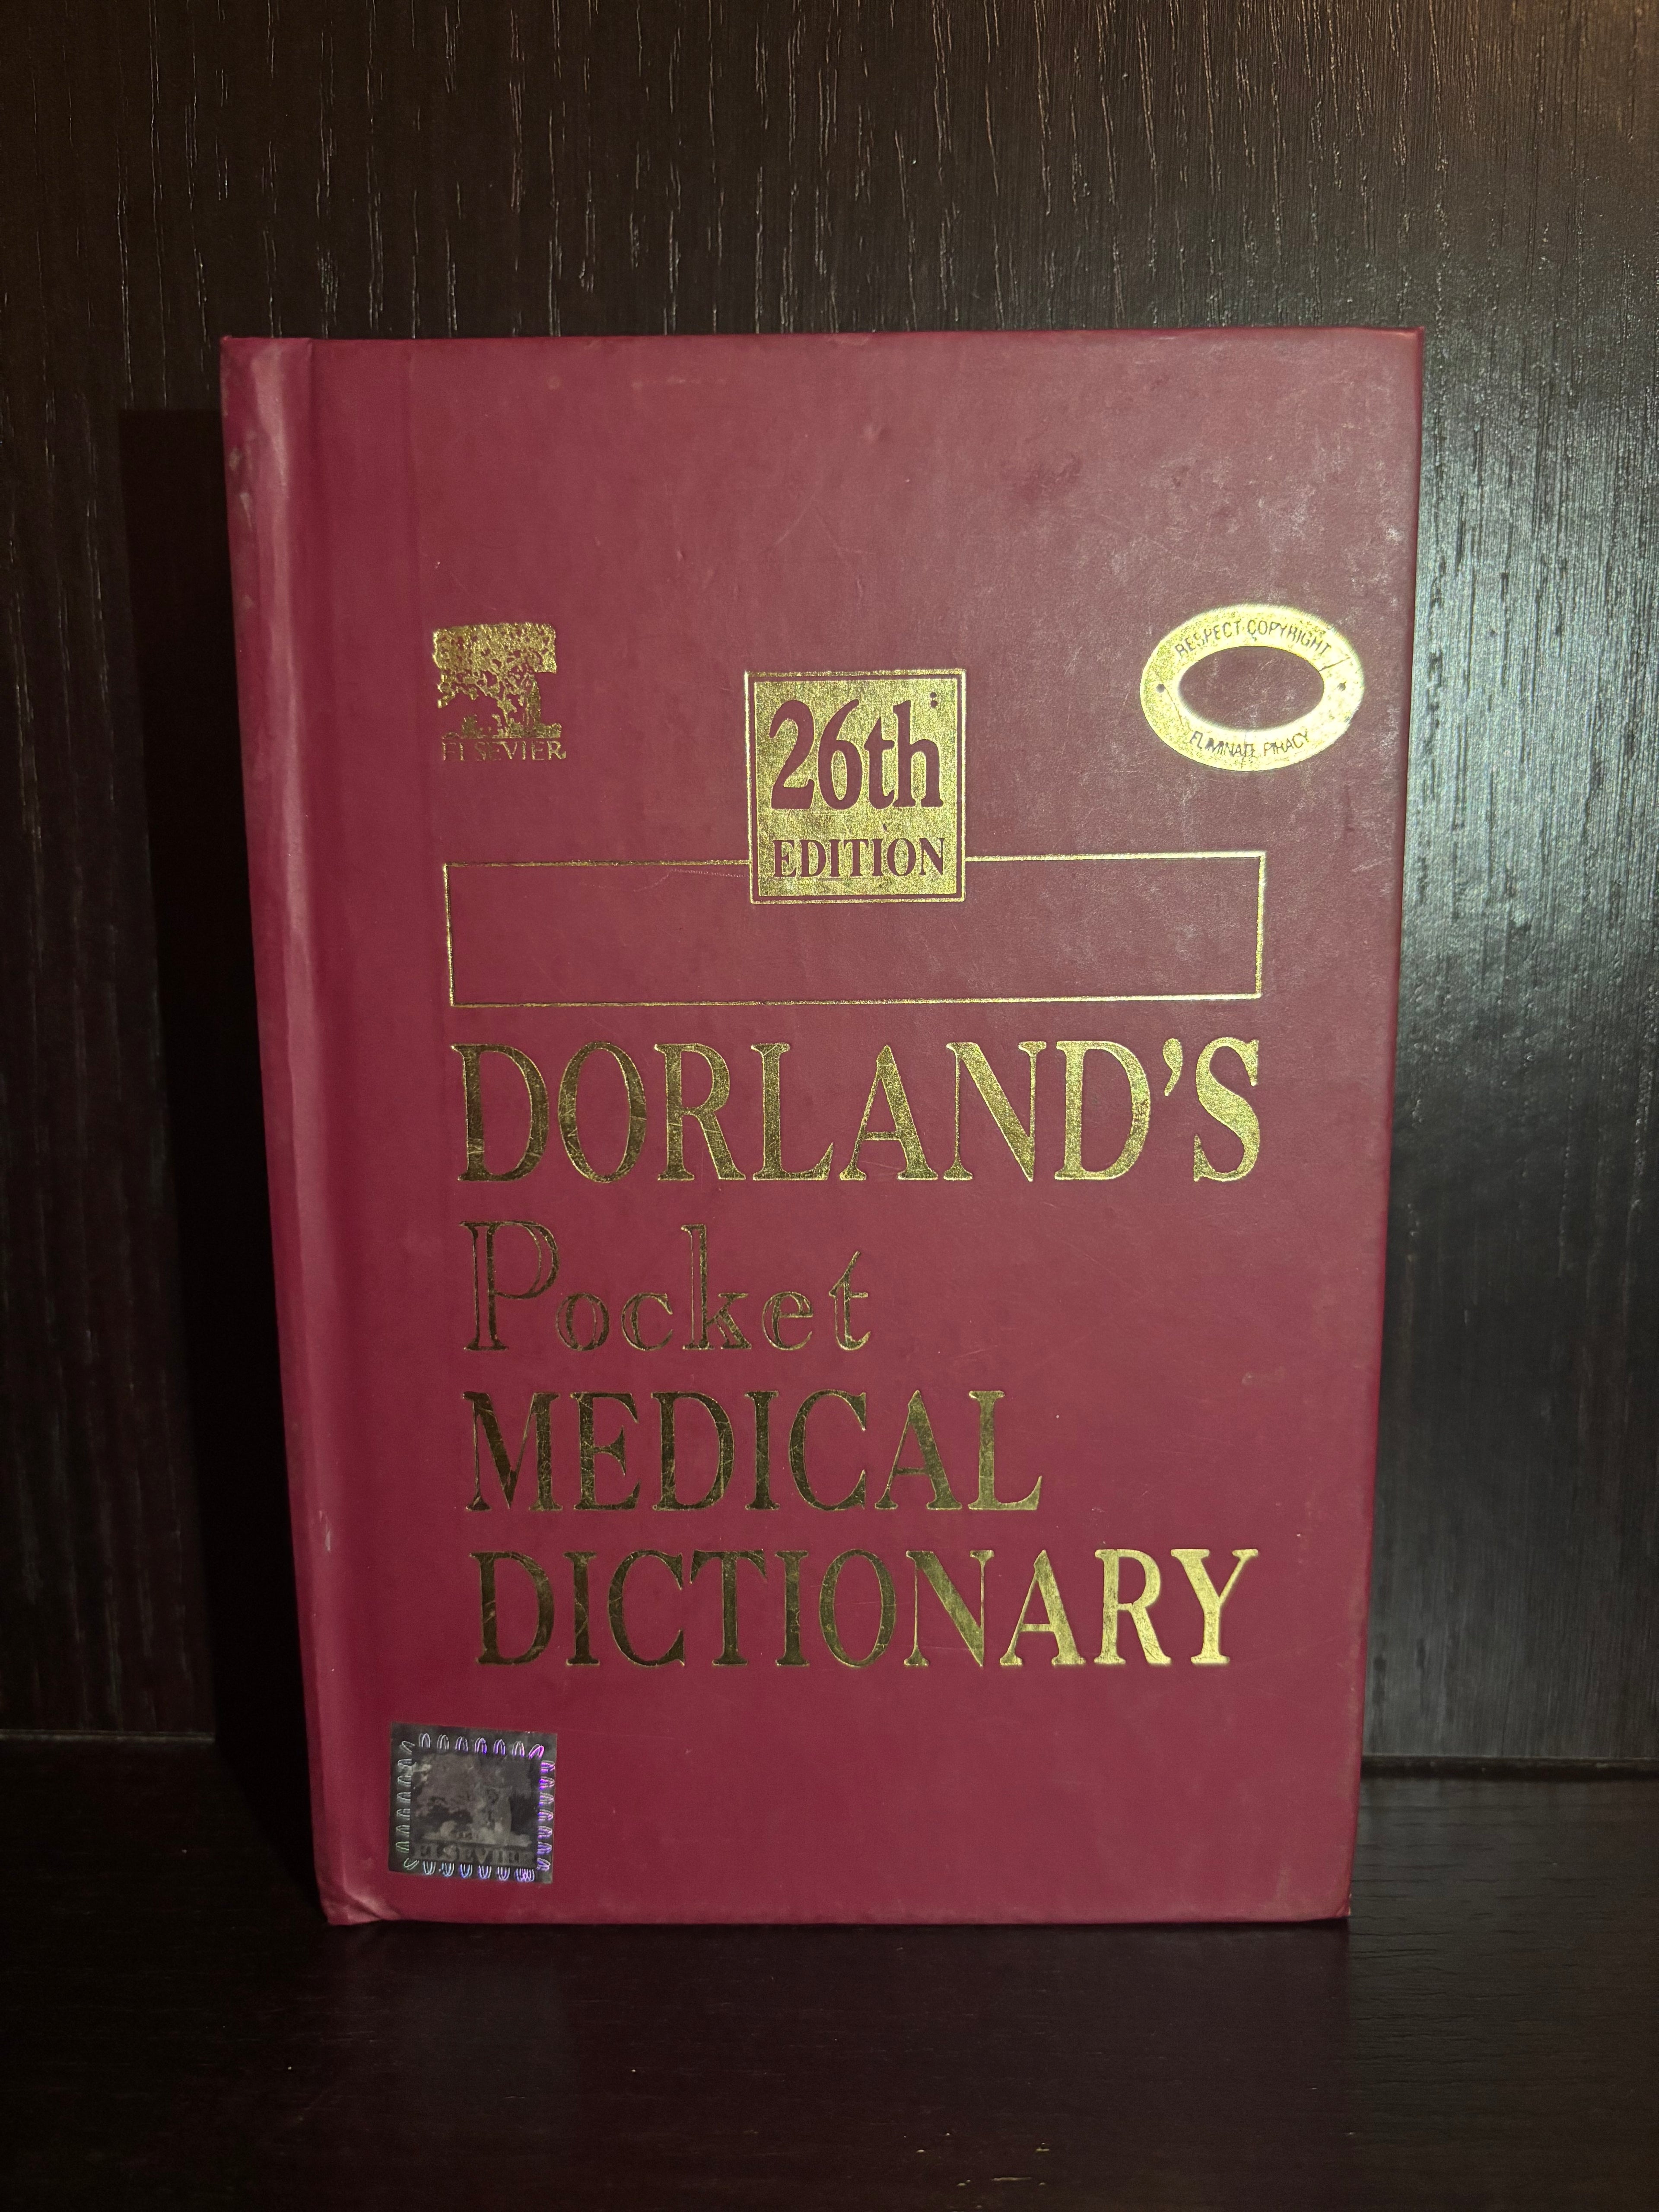 ELSEVIER
RESPECT COPYRIGHT
ELIMINATE PIRACY
26th
EDITION
DORLAND'S
Pocket
MEDICAL
DICTIONARY
ELSEVIER